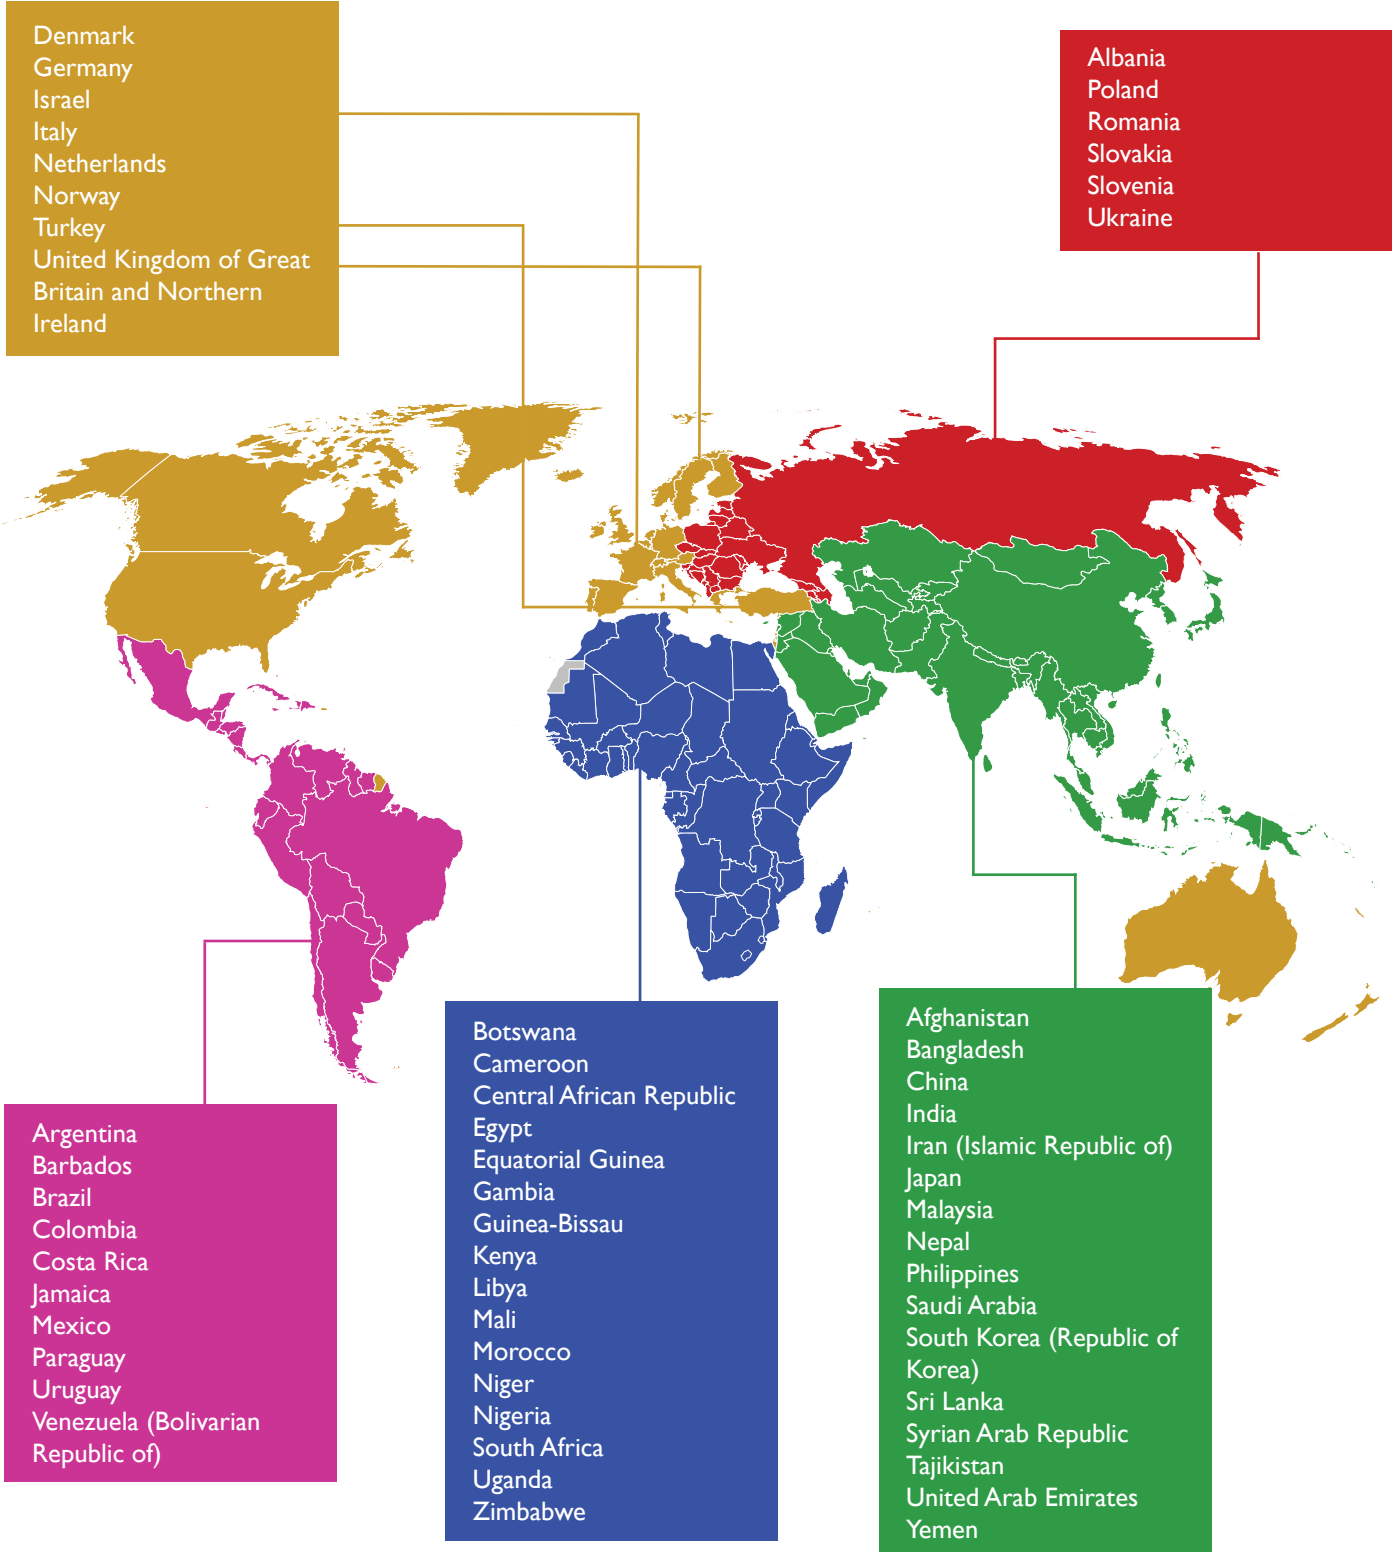 Denmark
Germany
Israel
Italy
Netherlands
Norway
Turkey
United Kingdom of Great
Britain and Northern
Ireland
Albania
Poland
Romania
Slovakia
Slovenia
Ukraine
Argentina
Barbados
Brazil
Colombia
Costa Rica
Jamaica
Mexico
Paraguay
Uruguay
Venezuela (Bolivarian
Republic of)
Botswana
Cameroon
Central African Republic
Egypt
Equatorial Guinea
Gambia
Guinea-Bissau
Kenya
Libya
Mali
Morocco
Niger
Nigeria
South Africa
Uganda
Zimbabwe
Afghanistan
Bangladesh
China
India
Iran (Islamic Republic of)
Japan
Malaysia
Nepal
Philippines
Saudi Arabia
South Korea (Republic of
Korea)
Sri Lanka
Syrian Arab Republic
Tajikistan
United Arab Emirates
Yemen